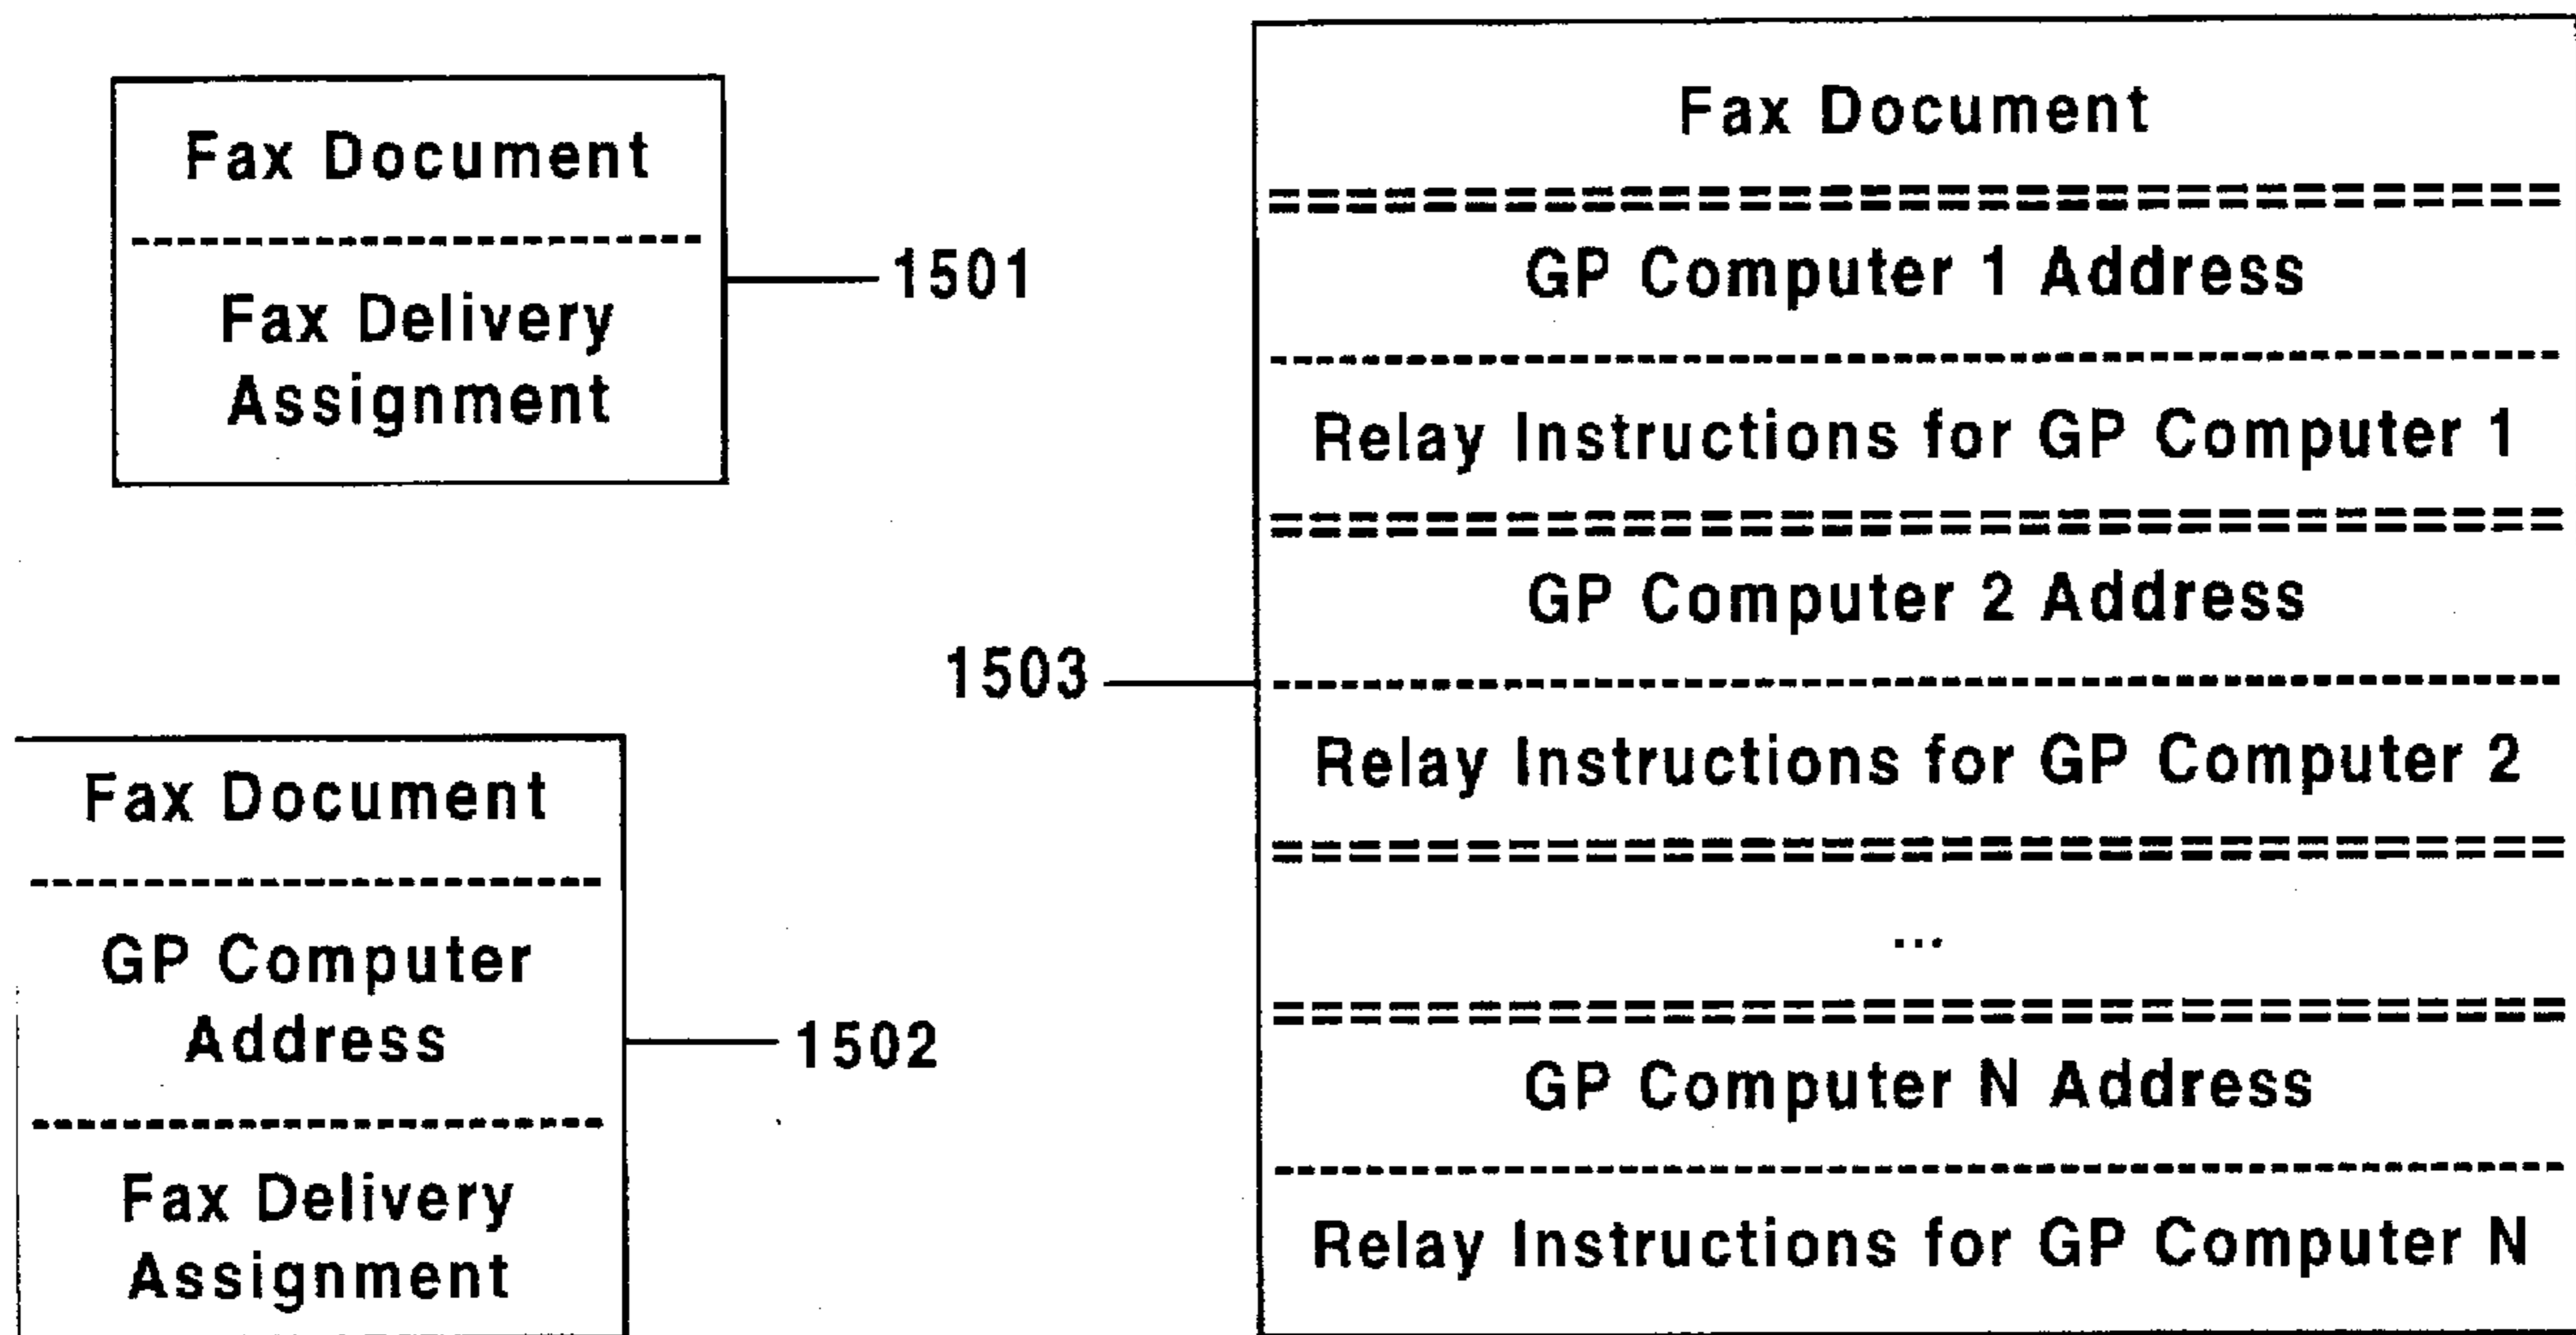 Fax Document
Fax Delivery
Assignment
1501
Fax Document
GP Computer
Address
Fax Delivery
Assignment
1502
1503
Fax Document
GP Computer 1 Address
Relay Instructions for GP Computer 1
GP Computer 2 Address
Relay Instructions for GP Computer 2
...
GP Computer N Address
Relay Instructions for GP Computer N